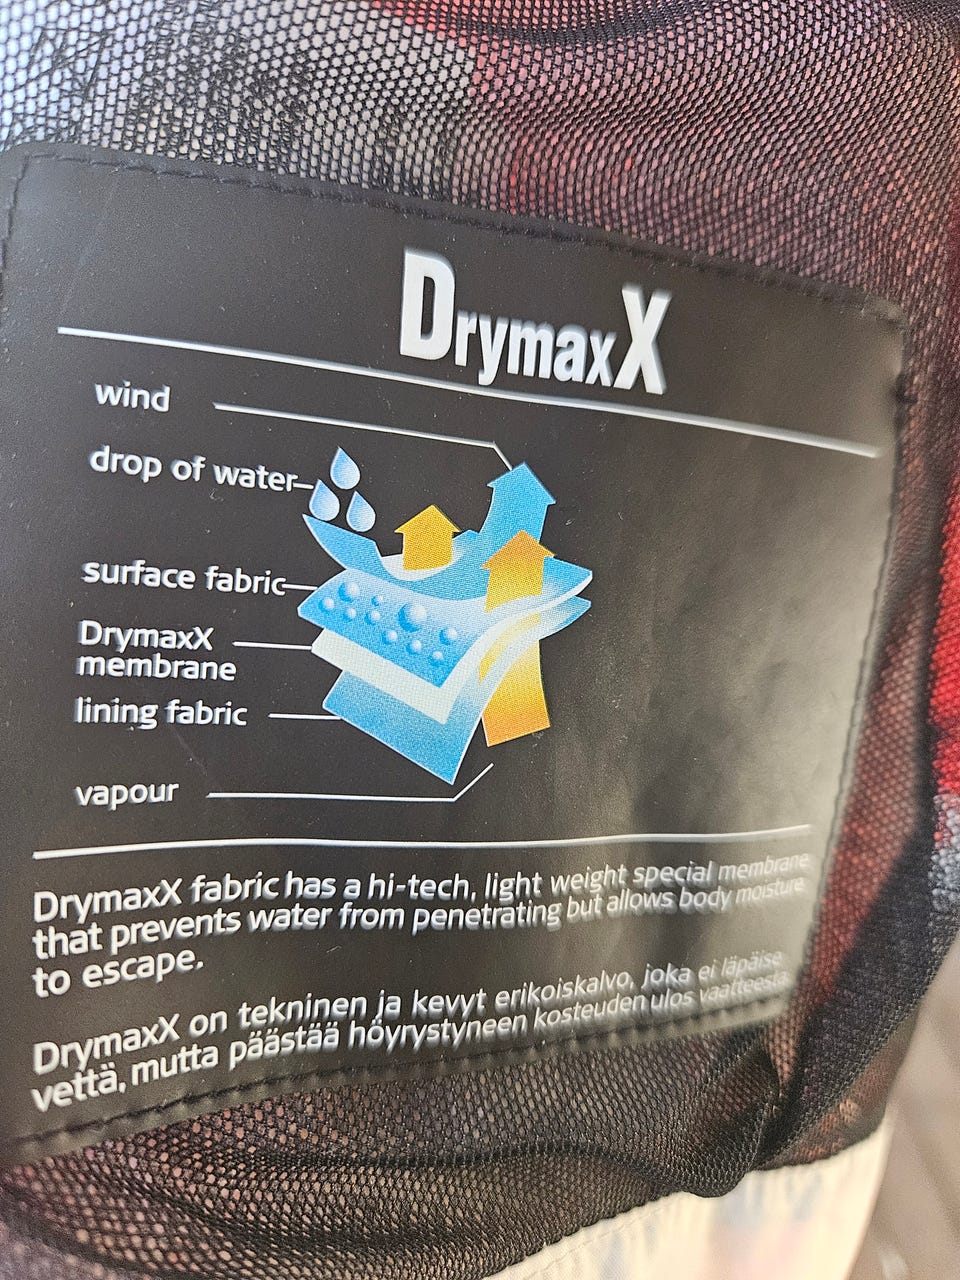 DrymaxX
wind
drop of water
surface fabric
DrymaxX
membrane
lining fabric
vapour
DrymaxX fabric has a hi-tech, light weight special membrane
that prevents water from penetrating but allows body moisture
to escape.
DrymaxX on tekninen ja kevyt erikoiskalvo, joka ei läpäise
vettä, mutta päästää höyrystyneen kosteuden ulos vaatteesta.